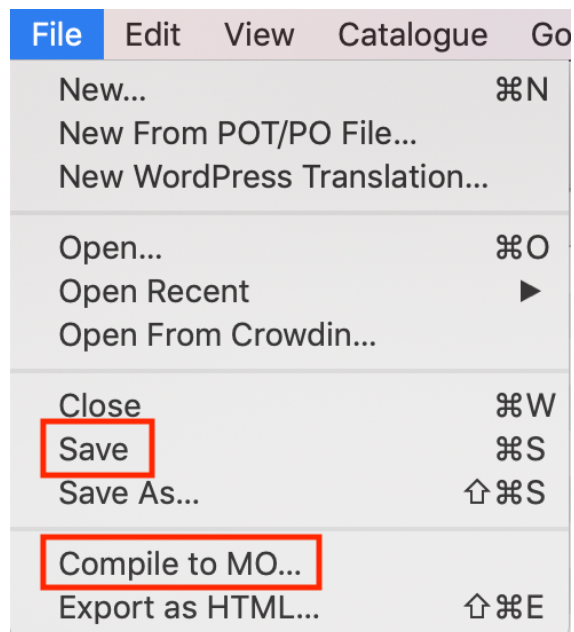 File Edit View Catalogue Go
New... ⌘N
New From POT/PO File...
New WordPress Translation...
Open... ⌘O
Open Recent ▶
Open From Crowdin...
Close ⌘W
Save ⌘S
Save As... ⇧⌘S
Compile to MO...
Export as HTML... ⇧⌘E